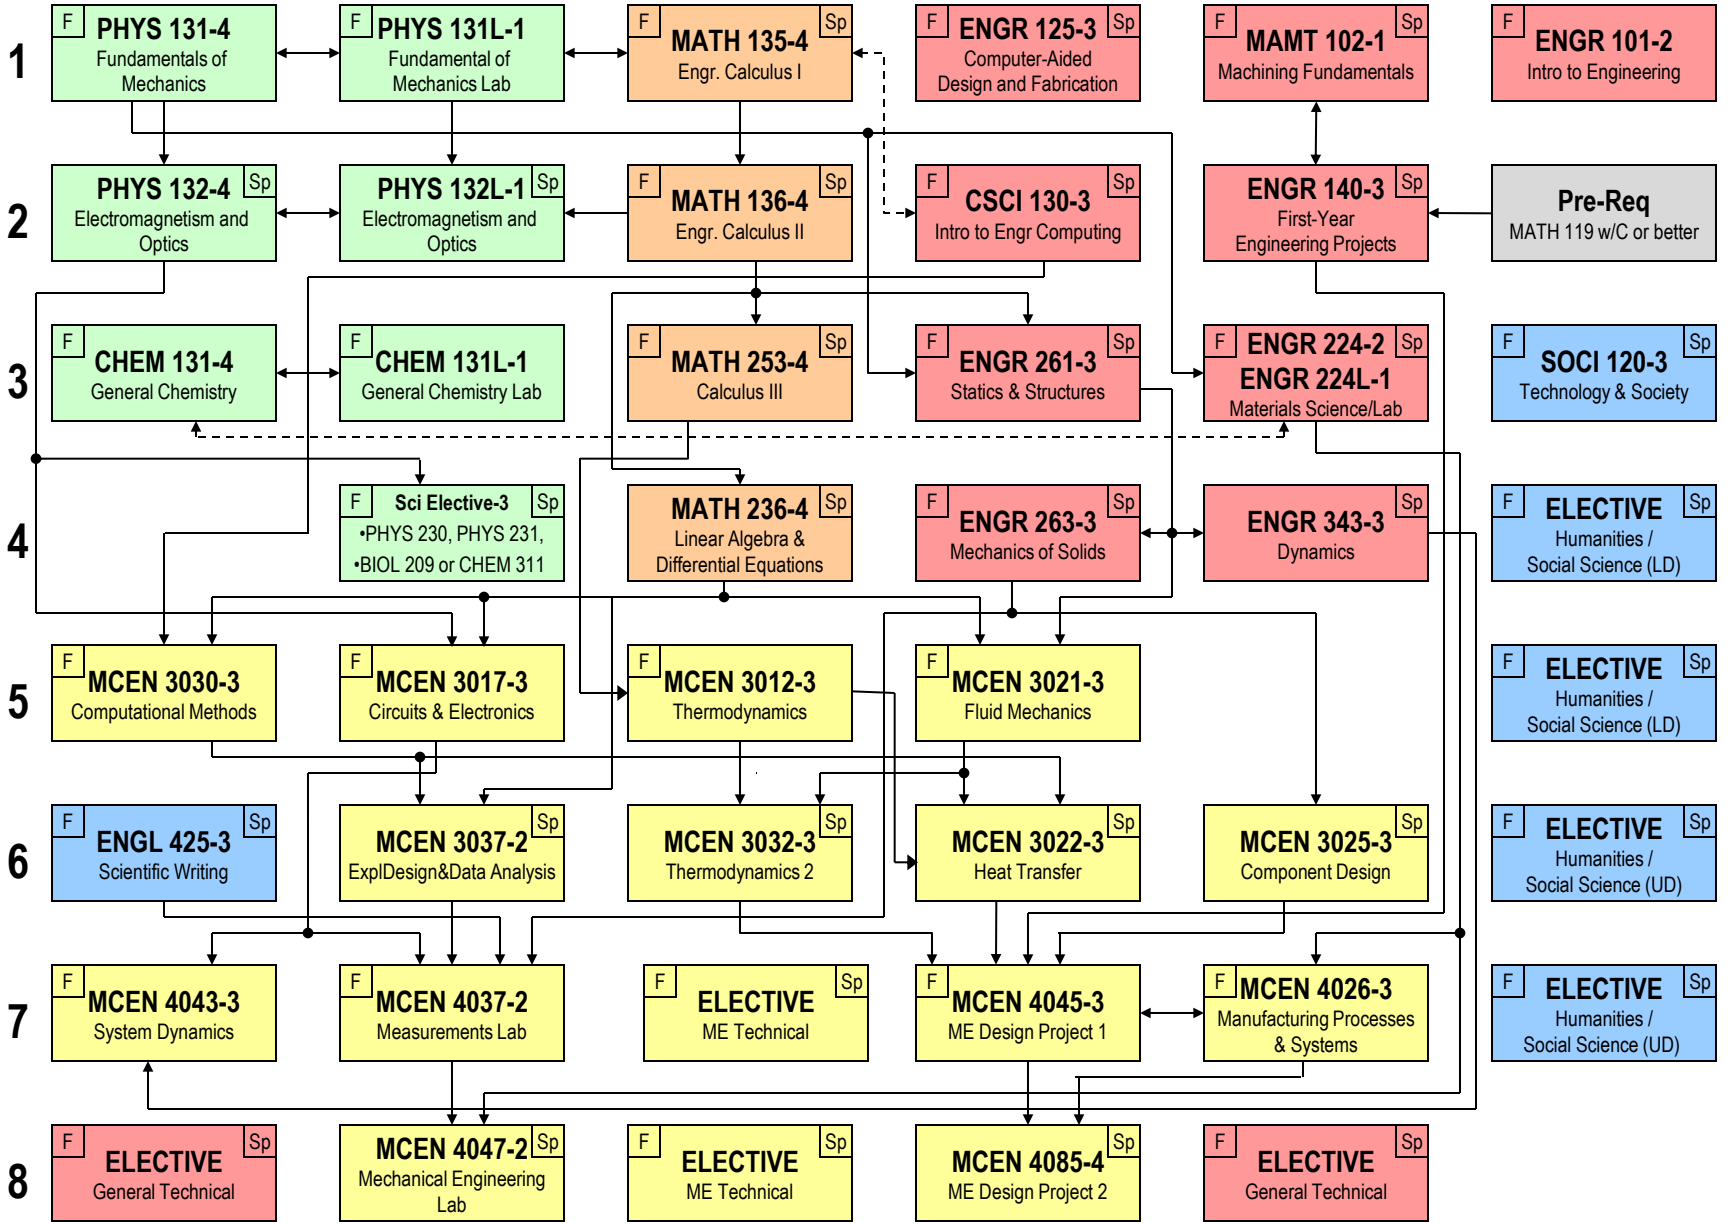 1
F
PHYS 131-4
Fundamentals of
Mechanics
F
PHYS 131L-1
Fundamental of
Mechanics Lab
F
Sp
MATH 135-4
Engr. Calculus I
F
Sp
ENGR 125-3
Computer-Aided
Design and Fabrication
F
Sp
MAMT 102-1
Machining Fundamentals
F
ENGR 101-2
Intro to Engineering
2
Sp
PHYS 132-4
Electromagnetism and
Optics
Sp
PHYS 132L-1
Electromagnetism and
Optics
F
Sp
MATH 136-4
Engr. Calculus II
F
Sp
CSCI 130-3
Intro to Engr Computing
F
Sp
ENGR 140-3
First-Year
Engineering Projects
Pre-Req
MATH 119 w/C or better
3
F
CHEM 131-4
General Chemistry
F
CHEM 131L-1
General Chemistry Lab
F
Sp
MATH 253-4
Calculus III
F
Sp
ENGR 261-3
Statics & Structures
F
Sp
ENGR 224-2
ENGR 224L-1
Materials Science/Lab
F
Sp
SOCI 120-3
Technology & Society
4
F
Sp
Sci Elective-3
•PHYS 230, PHYS 231,
•BIOL 209 or CHEM 311
Sp
MATH 236-4
Linear Algebra &
Differential Equations
F
Sp
ENGR 263-3
Mechanics of Solids
Sp
ENGR 343-3
Dynamics
F
Sp
ELECTIVE
Humanities /
Social Science (LD)
5
F
MCEN 3030-3
Computational Methods
F
MCEN 3017-3
Circuits & Electronics
F
MCEN 3012-3
Thermodynamics
F
MCEN 3021-3
Fluid Mechanics
F
Sp
ELECTIVE
Humanities /
Social Science (LD)
6
F
Sp
ENGL 425-3
Scientific Writing
Sp
MCEN 3037-2
ExplDesign&Data Analysis
Sp
MCEN 3032-3
Thermodynamics 2
Sp
MCEN 3022-3
Heat Transfer
Sp
MCEN 3025-3
Component Design
F
Sp
ELECTIVE
Humanities /
Social Science (UD)
7
F
MCEN 4043-3
System Dynamics
F
MCEN 4037-2
Measurements Lab
F
Sp
ELECTIVE
ME Technical
F
MCEN 4045-3
ME Design Project 1
F
MCEN 4026-3
Manufacturing Processes
& Systems
F
Sp
ELECTIVE
Humanities /
Social Science (UD)
8
F
Sp
ELECTIVE
General Technical
Sp
MCEN 4047-2
Mechanical Engineering
Lab
F
Sp
ELECTIVE
ME Technical
Sp
MCEN 4085-4
ME Design Project 2
F
Sp
ELECTIVE
General Technical